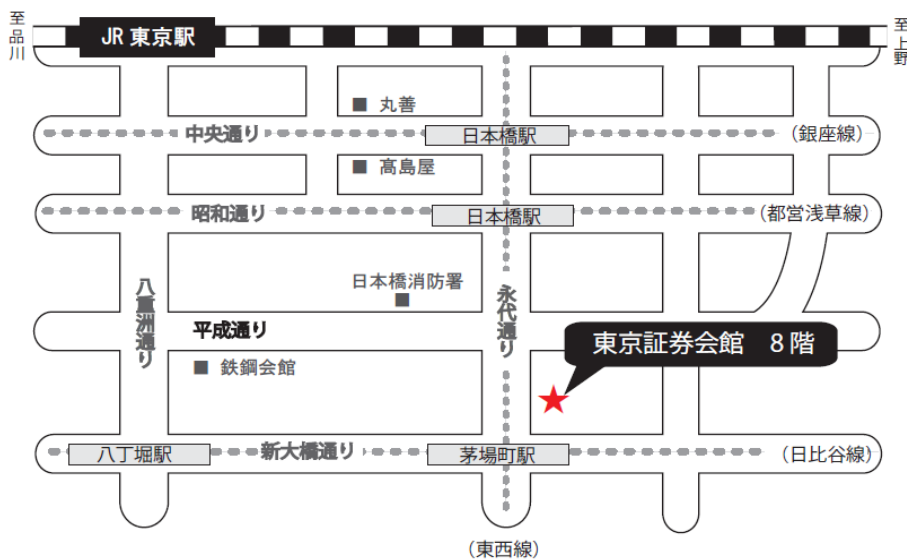 至品川
JR 東京駅
至上野
■ 丸善
中央通り
日本橋駅
(銀座線)
■ 髙島屋
昭和通り
日本橋駅
(都営浅草線)
八重洲通り
日本橋消防署
■
永代通り
平成通り
東京証券会館 8階
■ 鉄鋼会館
★
八丁堀駅
新大橋通り
茅場町駅
(日比谷線)
(東西線)